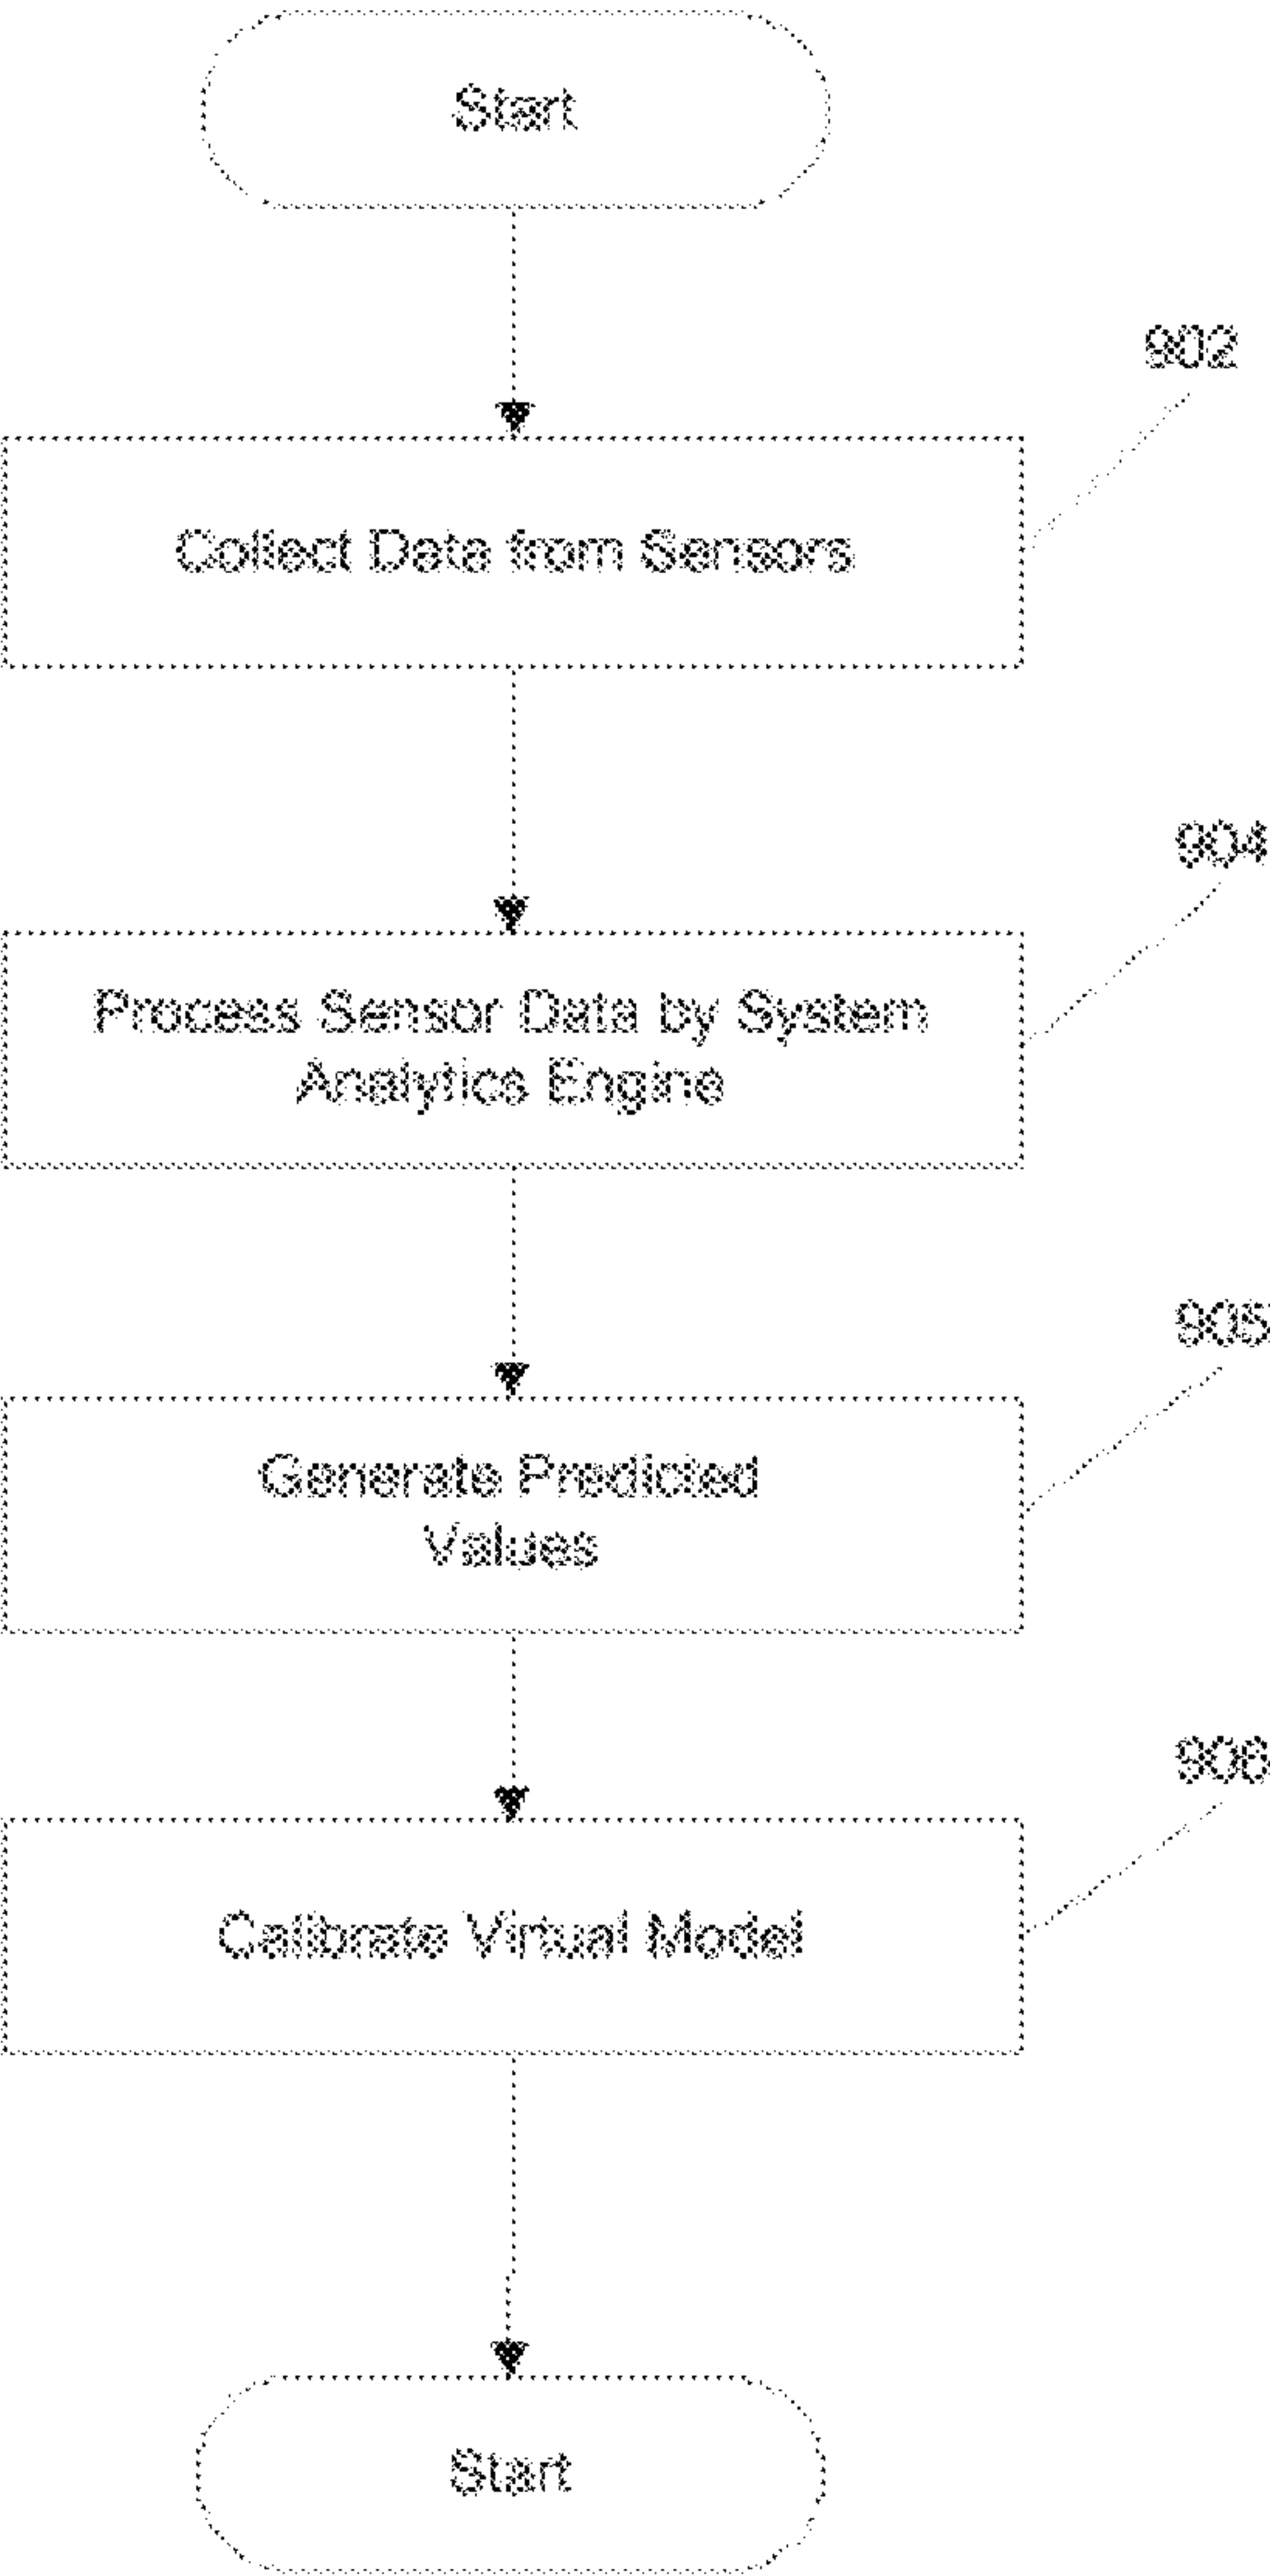 Start
902
Collect Data from Sensors
904
Process Sensor Data by System
Analytics Engine
905
Generate Predicted
Values
906
Calibrate Virtual Model
Start